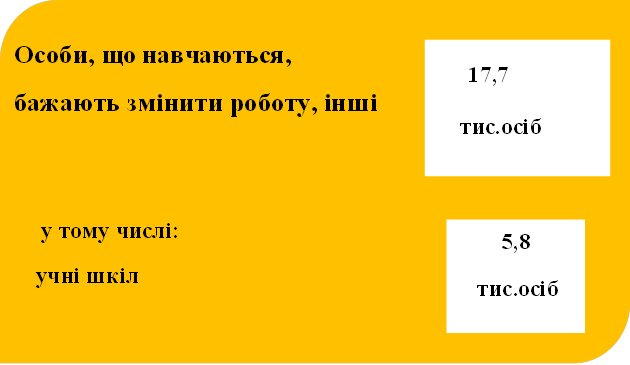 Особи, що навчаються,
бажають змінити роботу, інші
17,7
тис.осіб
у тому числі:
учні шкіл
5,8
тис.осіб